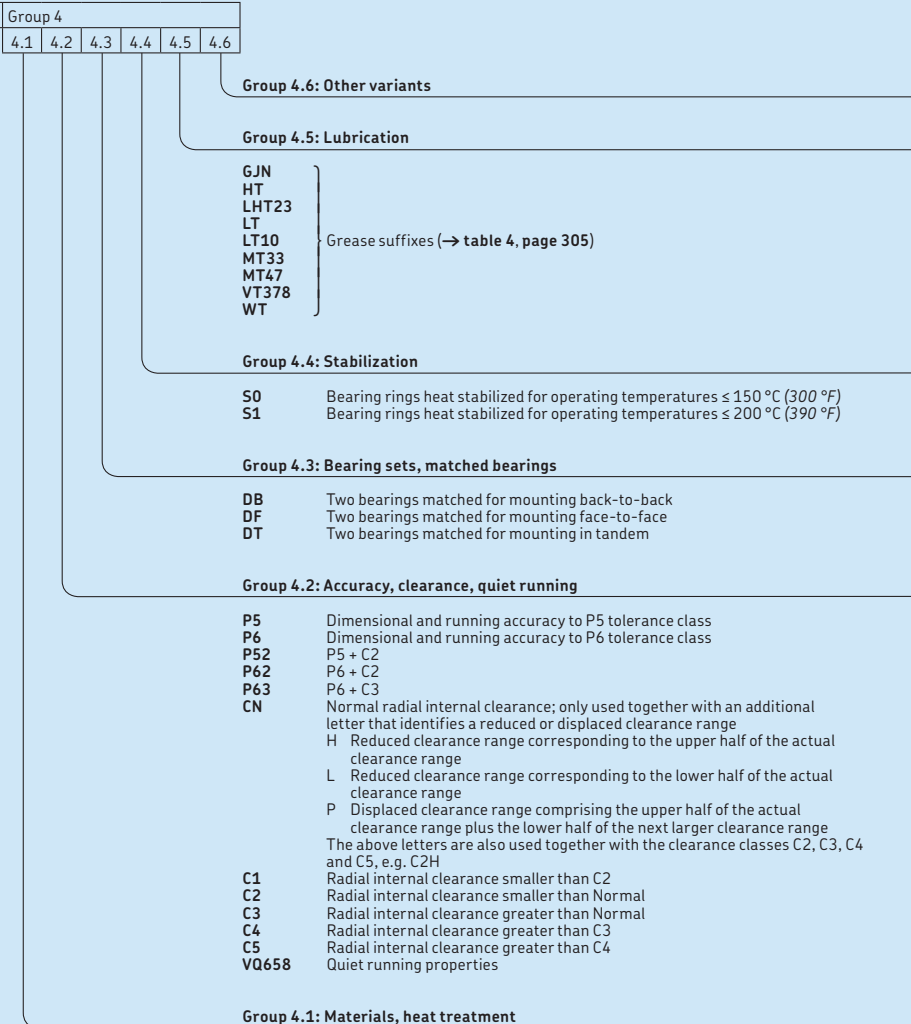 Group 4
4.1 4.2 4.3 4.4 4.5 4.6
Group 4.6: Other variants
Group 4.5: Lubrication
GJN
HT
LHT23
LT
LT10 Grease suffixes (→ table 4, page 305)
MT33
MT47
VT378
WT
Group 4.4: Stabilization
S0 Bearing rings heat stabilized for operating temperatures ≤ 150 °C (300 °F)
S1 Bearing rings heat stabilized for operating temperatures ≤ 200 °C (390 °F)
Group 4.3: Bearing sets, matched bearings
DB Two bearings matched for mounting back-to-back
DF Two bearings matched for mounting face-to-face
DT Two bearings matched for mounting in tandem
Group 4.2: Accuracy, clearance, quiet running
P5 Dimensional and running accuracy to P5 tolerance class
P6 Dimensional and running accuracy to P6 tolerance class
P52 P5 + C2
P62 P6 + C2
P63 P6 + C3
CN Normal radial internal clearance; only used together with an additional
letter that identifies a reduced or displaced clearance range
H Reduced clearance range corresponding to the upper half of the actual
clearance range
L Reduced clearance range corresponding to the lower half of the actual
clearance range
P Displaced clearance range comprising the upper half of the actual
clearance range plus the lower half of the next larger clearance range
The above letters are also used together with the clearance classes C2, C3, C4
and C5, e.g. C2H
C1 Radial internal clearance smaller than C2
C2 Radial internal clearance smaller than Normal
C3 Radial internal clearance greater than Normal
C4 Radial internal clearance greater than C3
C5 Radial internal clearance greater than C4
VQ658 Quiet running properties
Group 4.1: Materials, heat treatment